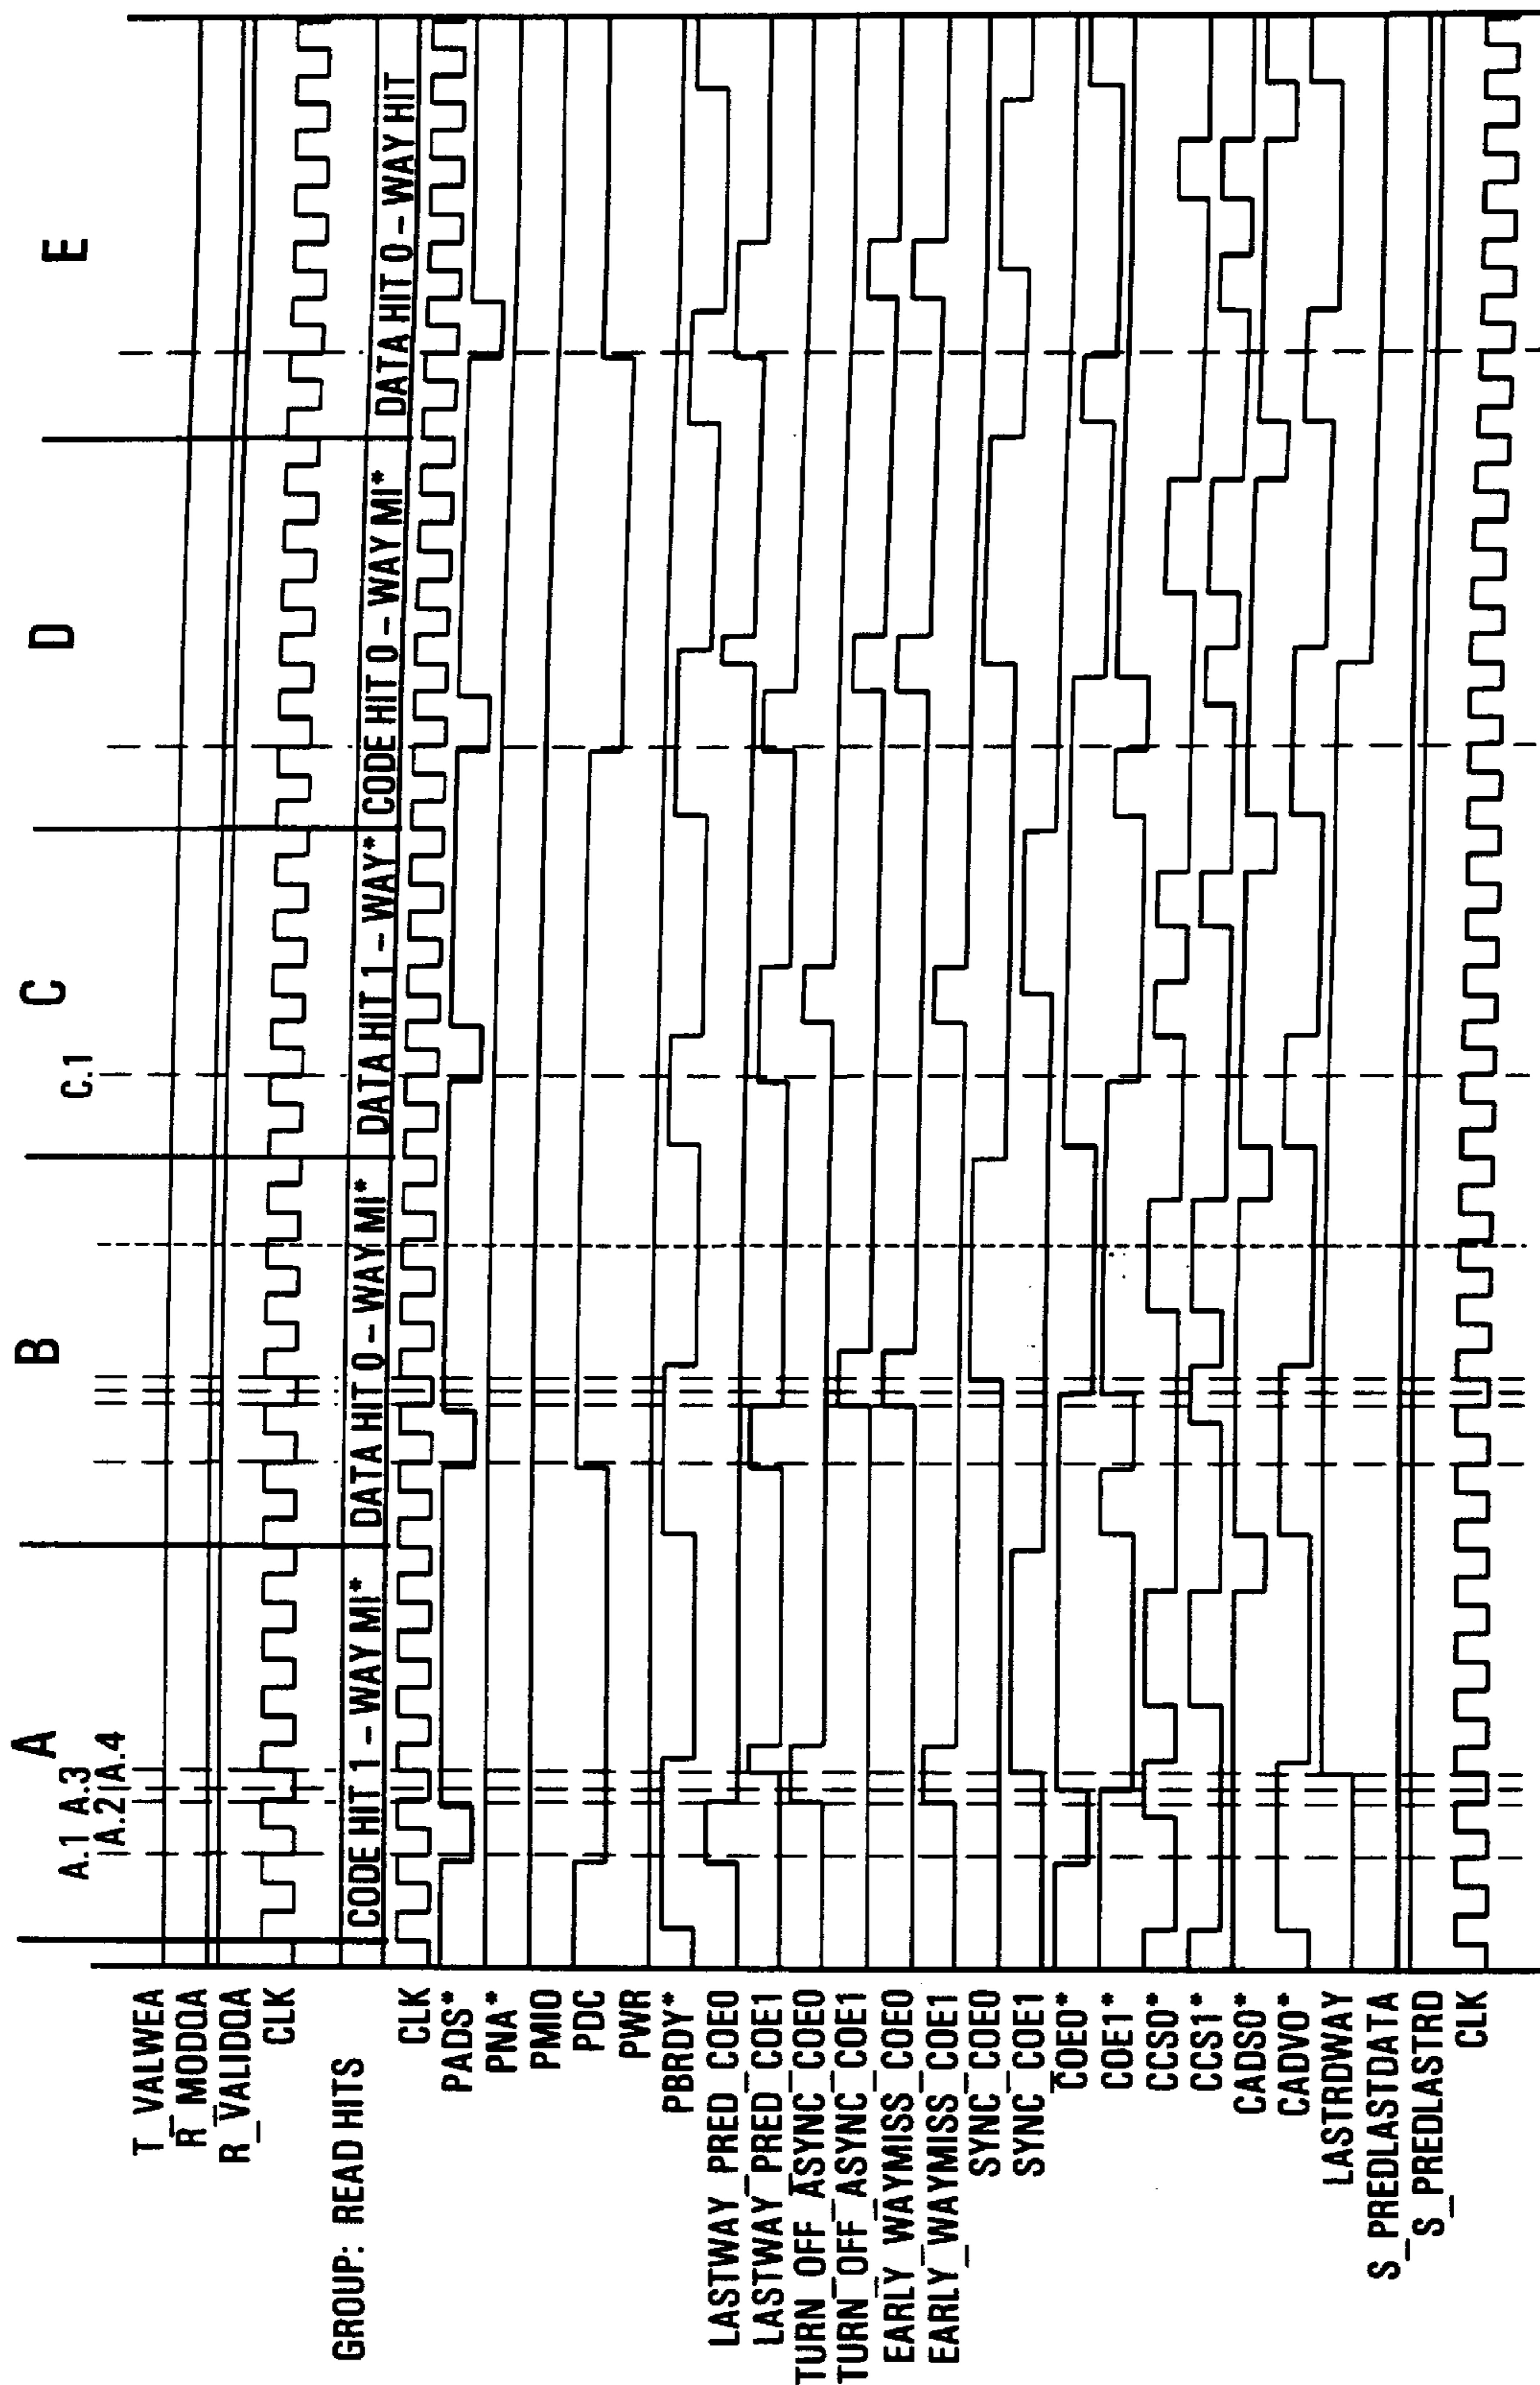 A B C D E
A.1 A.3 C.1
A.2 A.4
T_VALWEA
R_MODQA
R_VALIDQA
CLK
GROUP: READ HITS
CODE HIT 1 – WAY MI* DATA HIT 0 – WAY MI* DATA HIT 1 – WAY* CODE HIT 0 – WAY MI* DATA HIT 0 – WAY HIT
CLK
PADS*
PNA*
PMIO
PDC
PWR
PBRDY*
LASTWAY_PRED_COE0
LASTWAY_PRED_COE1
TURN_OFF_ASYNC_COE0
TURN_OFF_ASYNC_COE1
EARLY_WAYMISS_COE0
EARLY_WAYMISS_COE1
SYNC_COE0
SYNC_COE1
COE0*
COE1*
CCS0*
CCS1*
CADS0*
CADV0*
LASTRDWAY
S_PREDLASTDATA
S_PREDLASTRD
CLK